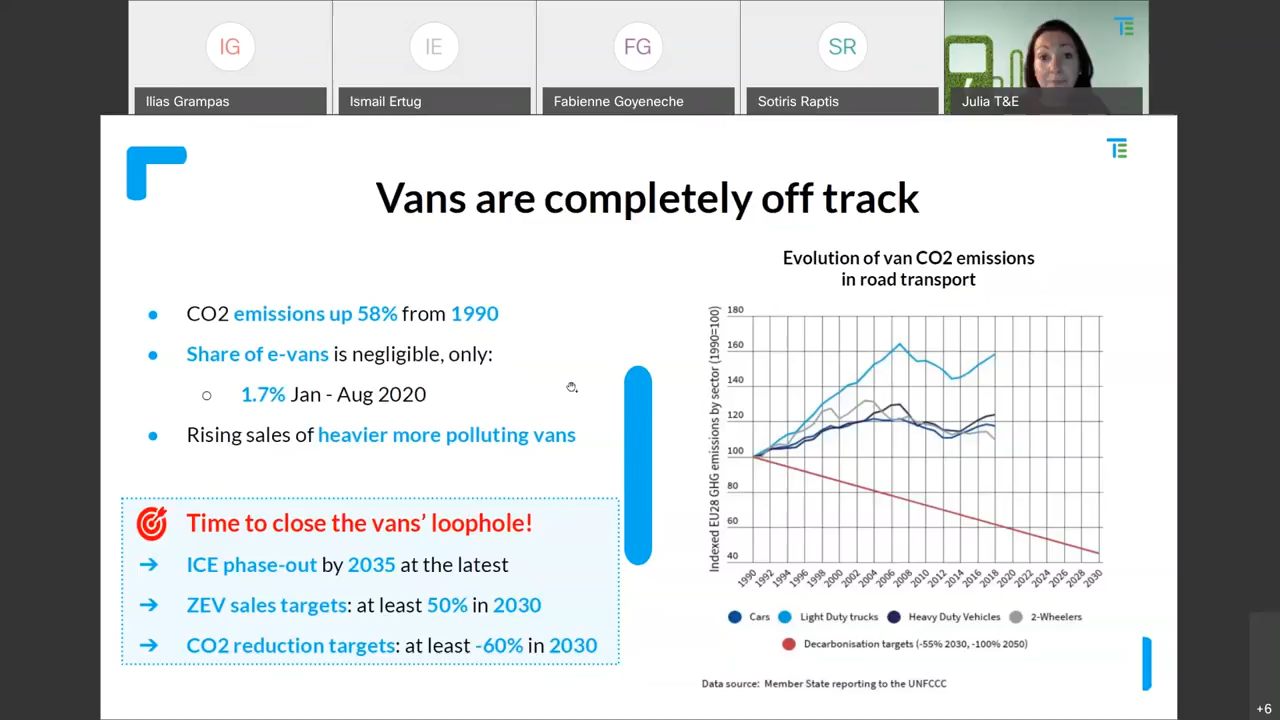 IG
IE
FG
SR
TE
Ilias Grampas
Ismail Ertug
Fabienne Goyeneche
Sotiris Raptis
Julia T&E
TE
Vans are completely off track
● CO2 emissions up 58% from 1990
● Share of e-vans is negligible, only:
○ 1.7% Jan - Aug 2020
● Rising sales of heavier more polluting vans
Time to close the vans’ loophole!
➔ ICE phase-out by 2035 at the latest
➔ ZEV sales targets: at least 50% in 2030
➔ CO2 reduction targets: at least -60% in 2030
Evolution of van CO2 emissions
in road transport
Indexed EU28 GHG emissions by sector (1990=100)
180
160
140
120
100
80
60
40
1990 1992 1994 1996 1998 2000 2002 2004 2006 2008 2010 2012 2014 2016 2018 2020 2022 2024 2026 2028 2030
Cars Light Duty trucks Heavy Duty Vehicles 2-Wheelers
Decarbonisation targets (-55% 2030, -100% 2050)
Data source: Member State reporting to the UNFCCC
+6